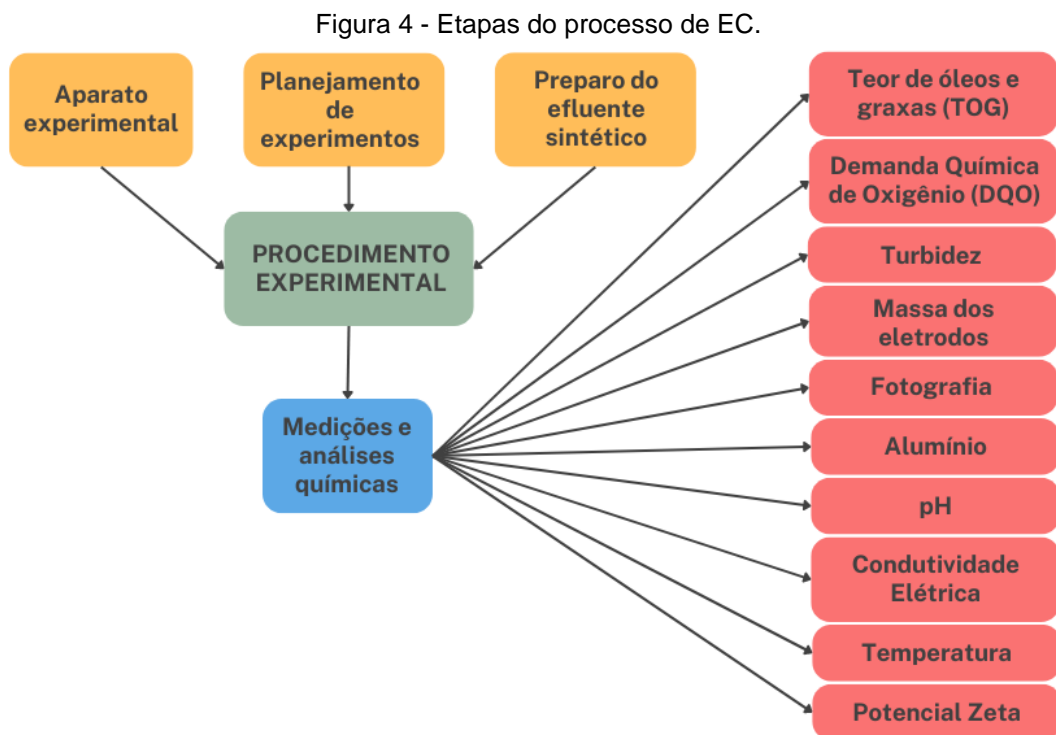 Figura 4 - Etapas do processo de EC.
Aparato
experimental
Planejamento
de
experimentos
Preparo do
efluente
sintético
PROCEDIMENTO
EXPERIMENTAL
Medições e
análises
químicas
Teor de óleos e
graxas (TOG)
Demanda Química
de Oxigênio (DQO)
Turbidez
Massa dos
eletrodos
Fotografia
Alumínio
pH
Condutividade
Elétrica
Temperatura
Potencial Zeta